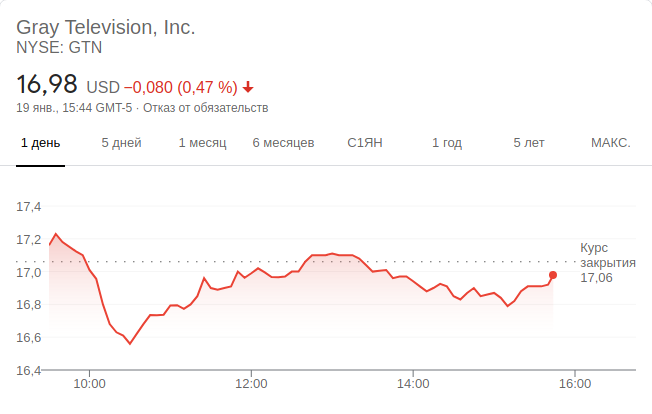 Gray Television, Inc.
NYSE: GTN
16,98 USD −0,080 (0,47 %)
19 янв., 15:44 GMT-5 · Отказ от обязательств
1 день 5 дней 1 месяц 6 месяцев С1ЯН 1 год 5 лет МАКС.
17,4
17,2
17,0
16,8
16,6
16,4
Курс
закрытия
17,06
10:00 12:00 14:00 16:00